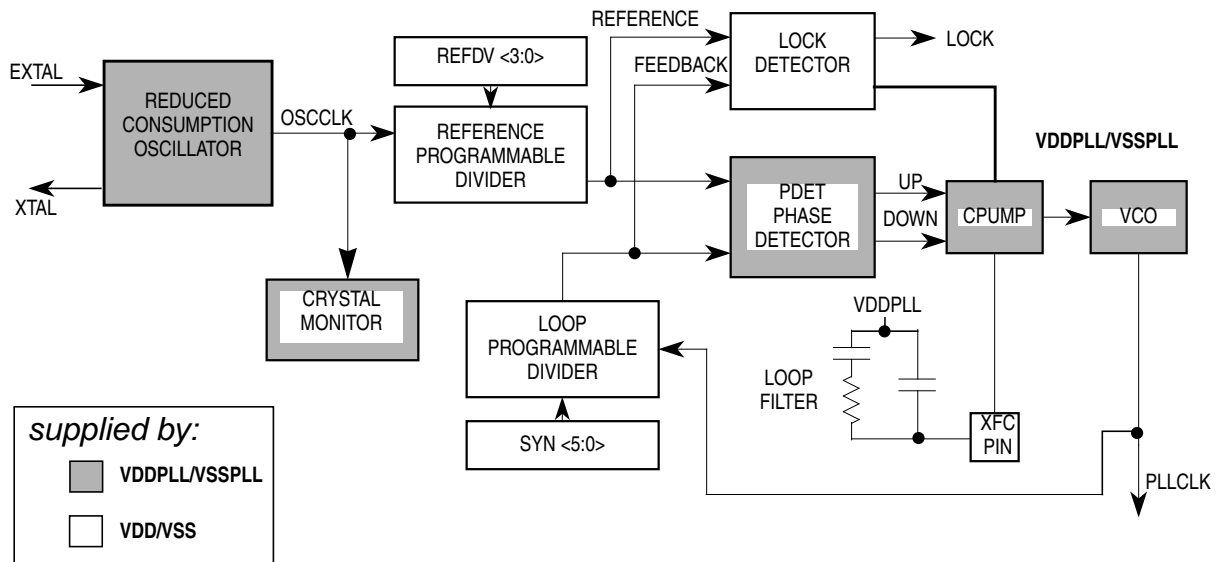 REFERENCE
LOCK
DETECTOR
LOCK
REFDV <3:0>
FEEDBACK
EXTAL
REDUCED
CONSUMPTION
OSCILLATOR
OSCCLK
REFERENCE
PROGRAMMABLE
DIVIDER
VDDPLL/VSSPLL
XTAL
PDET
PHASE
DETECTOR
UP
DOWN
CPUMP
VCO
CRYSTAL
MONITOR
LOOP
PROGRAMMABLE
DIVIDER
VDDPLL
LOOP
FILTER
XFC
PIN
SYN <5:0>
PLLCLK
supplied by:
VDDPLL/VSSPLL
VDD/VSS